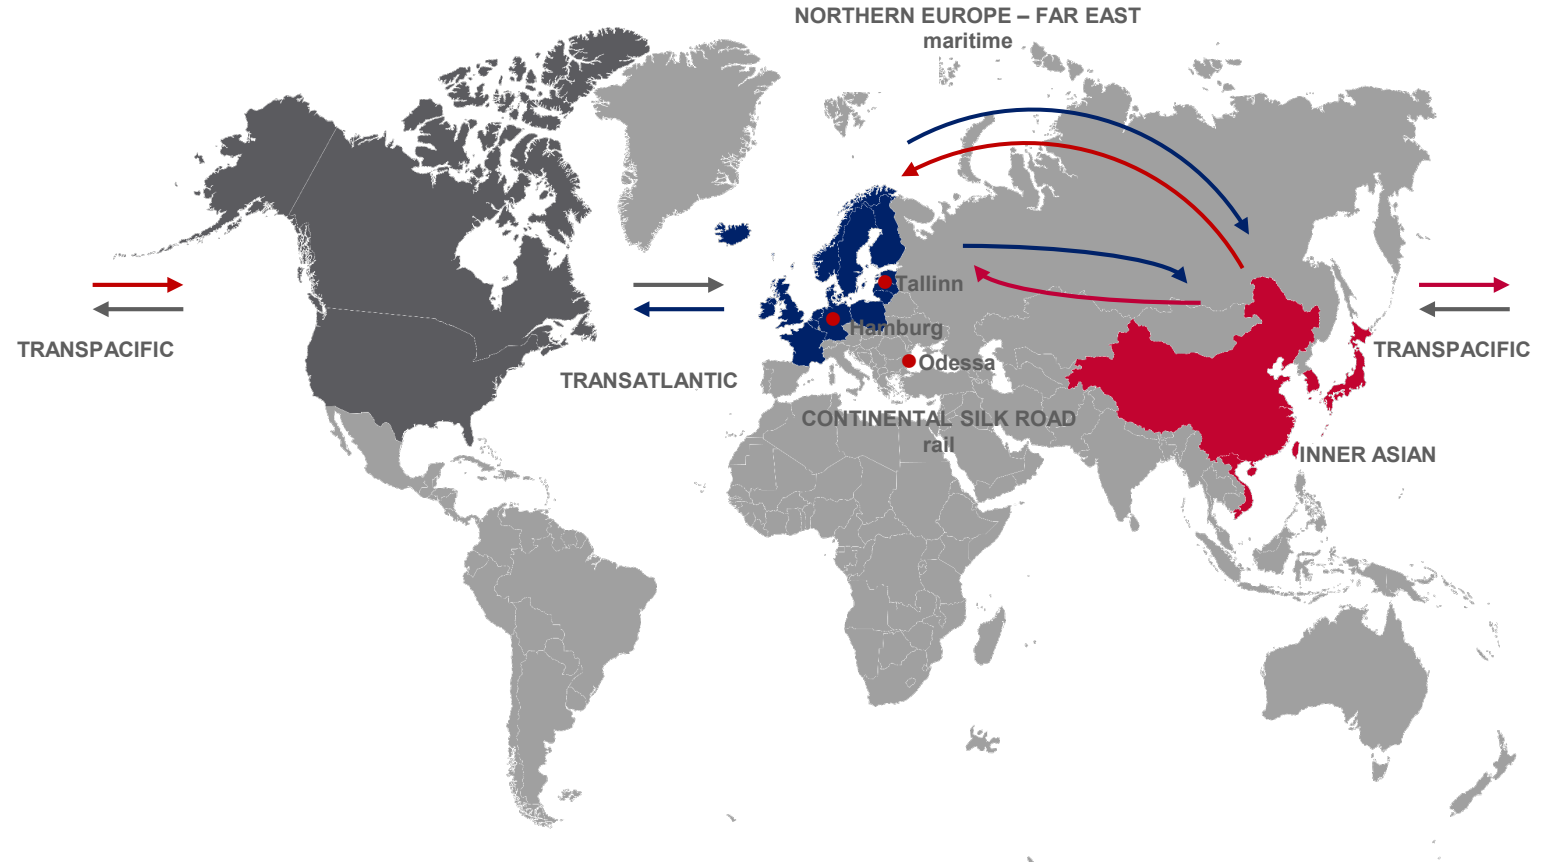 NORTHERN EUROPE – FAR EAST
maritime
Tallinn
Hamburg
TRANSPACIFIC
TRANSPACIFIC
Odessa
TRANSATLANTIC
CONTINENTAL SILK ROAD
rail
INNER ASIAN